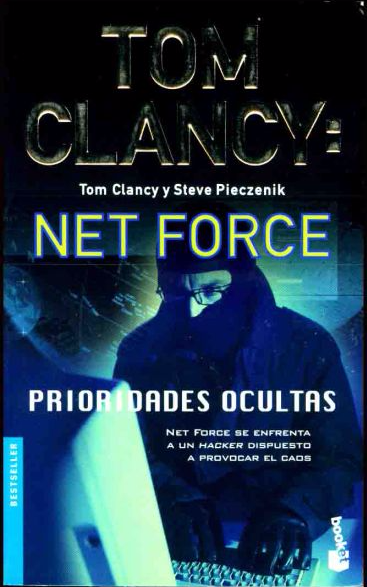 TOM
CLANCY:
Tom Clancy y Steve Pieczenik
NET FORCE
PRIORIDADES OCULTAS
NET FORCE SE ENFRENTA
A UN HACKER DISPUESTO
A PROVOCAR EL CAOS
BESTSELLER
booket